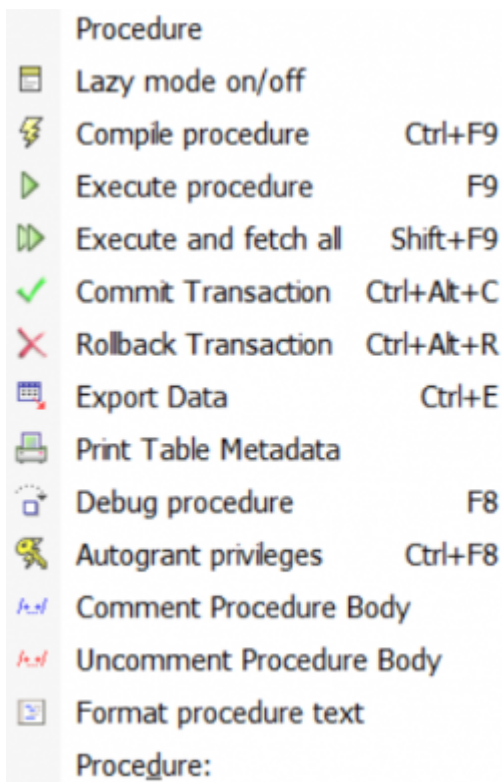 Procedure
Lazy mode on/off
Compile procedure Ctrl+F9
Execute procedure F9
Execute and fetch all Shift+F9
Commit Transaction Ctrl+Alt+C
Rollback Transaction Ctrl+Alt+R
Export Data Ctrl+E
Print Table Metadata
Debug procedure F8
Autogrant privileges Ctrl+F8
Comment Procedure Body
Uncomment Procedure Body
Format procedure text
Procedure: